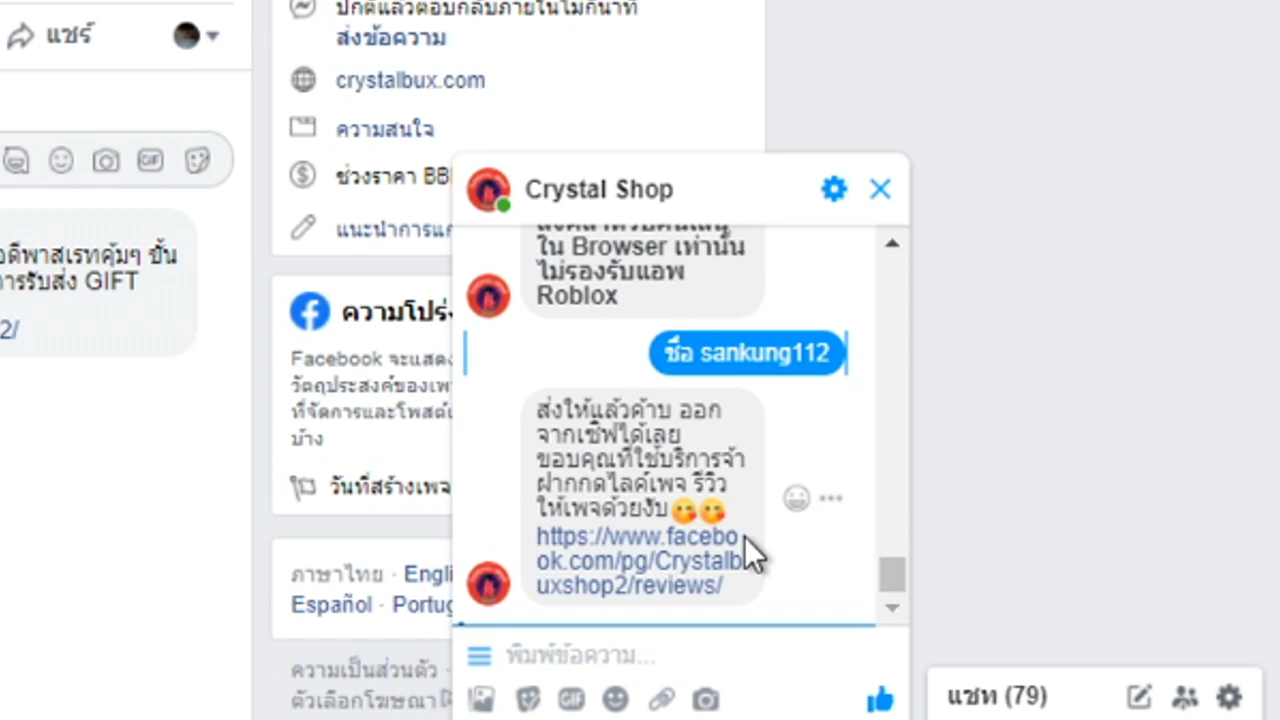 แชร์
อดีพาสเรทคุ้มๆ ขั้น
การรับส่ง GIFT
2/
ปกติแล้วตอบกลับภายในไม่กี่นาที
ส่งข้อความ
crystalbux.com
ความสนใจ
ช่วงราคา
แนะนำการแก
ความโปร่ง
Facebook จะแสดง
วัตถุประสงค์ของเพ
ที่จัดการและโพสต์เ
บ้าง
วันที่สร้างเพจ
ภาษาไทย · Engli
Español · Portug
ความเป็นส่วนตัว ·
ตัวเลือกโฆษณา
Crystal Shop
ใน Browser เท่านั้น
ไม่รองรับแอพ
Roblox
ชื่อ sankung112
ส่งให้แล้วค้าบ ออก
จากเซิฟได้เลย
ขอบคุณที่ใช้บริการจ้า
ฝากกดไลค์เพจ รีวิว
ให้เพจด้วยงับ😋😋
https://www.facebo
ok.com/pg/Crystalb
uxshop2/reviews/
พิมพ์ข้อความ...
GIF
แชท (79)